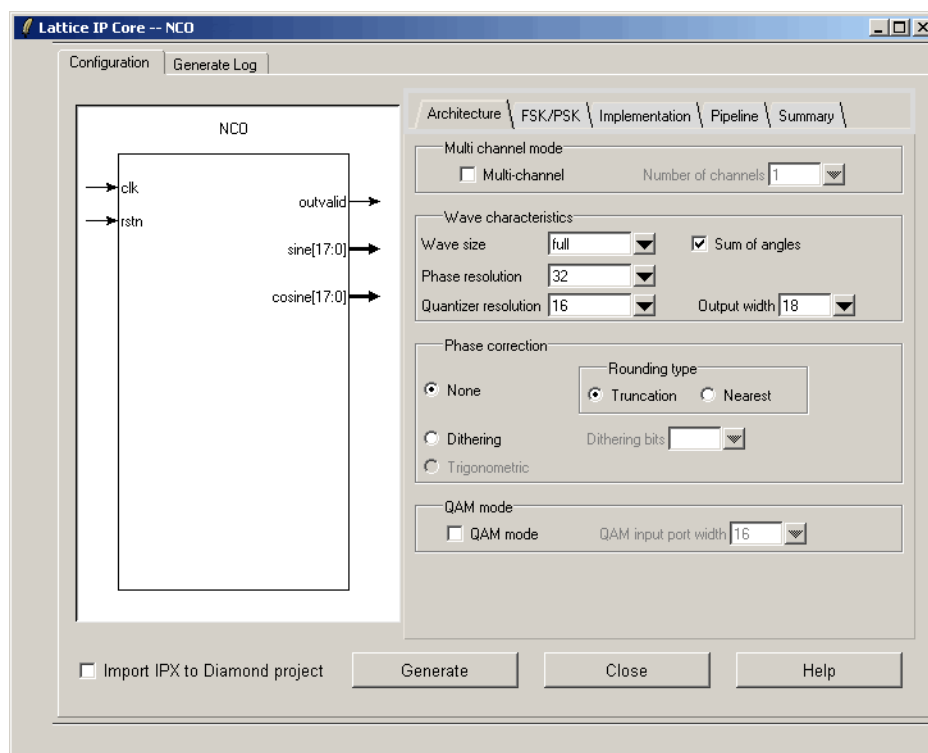 Lattice IP Core -- NCO
Configuration Generate Log
NCO
clk
rstn
outvalid
sine[17:0]
cosine[17:0]
Architecture FSK/PSK Implementation Pipeline Summary
Multi channel mode
Multi-channel Number of channels 1
Wave characteristics
Wave size full Sum of angles
Phase resolution 32
Quantizer resolution 16 Output width 18
Phase correction
Rounding type
None Truncation Nearest
Dithering Dithering bits
Trigonometric
QAM mode
QAM mode QAM input port width 16
Import IPX to Diamond project Generate Close Help